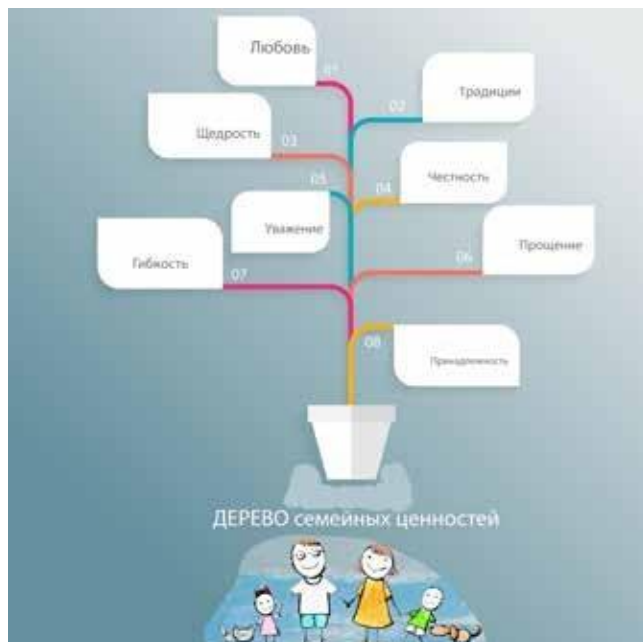 Любовь
01
02
Традиции
Щедрость
03
Честность
04
05
Уважение
Прощение
06
Гибкость
07
08
Принадлежность
ДЕРЕВО семейных ценностей